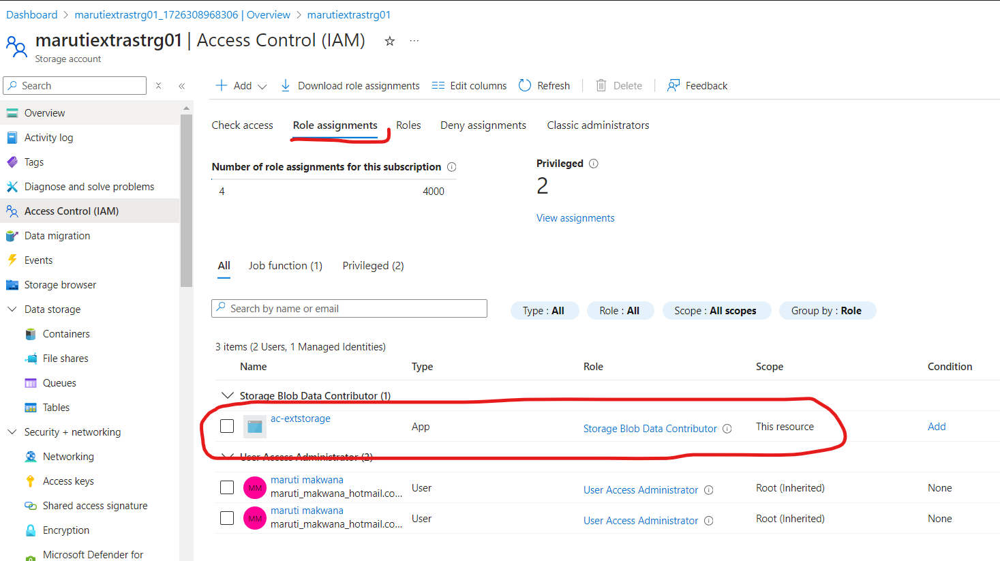 Dashboard > marutiextrastrg01_1726308968306 | Overview > marutiextrastrg01
marutiextrastrg01 | Access Control (IAM) ☆ ...
Storage account
Search
Overview
Activity log
Tags
Diagnose and solve problems
Access Control (IAM)
Data migration
Events
Storage browser
Data storage
Containers
File shares
Queues
Tables
Security + networking
Networking
Access keys
Shared access signature
Encryption
Microsoft Defender for
Add Download role assignments Edit columns Refresh Delete Feedback
Check access Role assignments Roles Deny assignments Classic administrators
Number of role assignments for this subscription
4 4000
Privileged
2
View assignments
All Job function (1) Privileged (2)
Search by name or email
Type : All Role : All Scope : All scopes Group by : Role
3 items (2 Users, 1 Managed Identities)
Name Type Role Scope Condition
Storage Blob Data Contributor (1)
ac-extstorage App Storage Blob Data Contributor This resource Add
User Access Administrator (2)
maruti makwana
maruti_makwana_hotmail.co... User User Access Administrator Root (Inherited) None
MM
maruti makwana
maruti_makwana_hotmail.co... User User Access Administrator Root (Inherited) None
MM